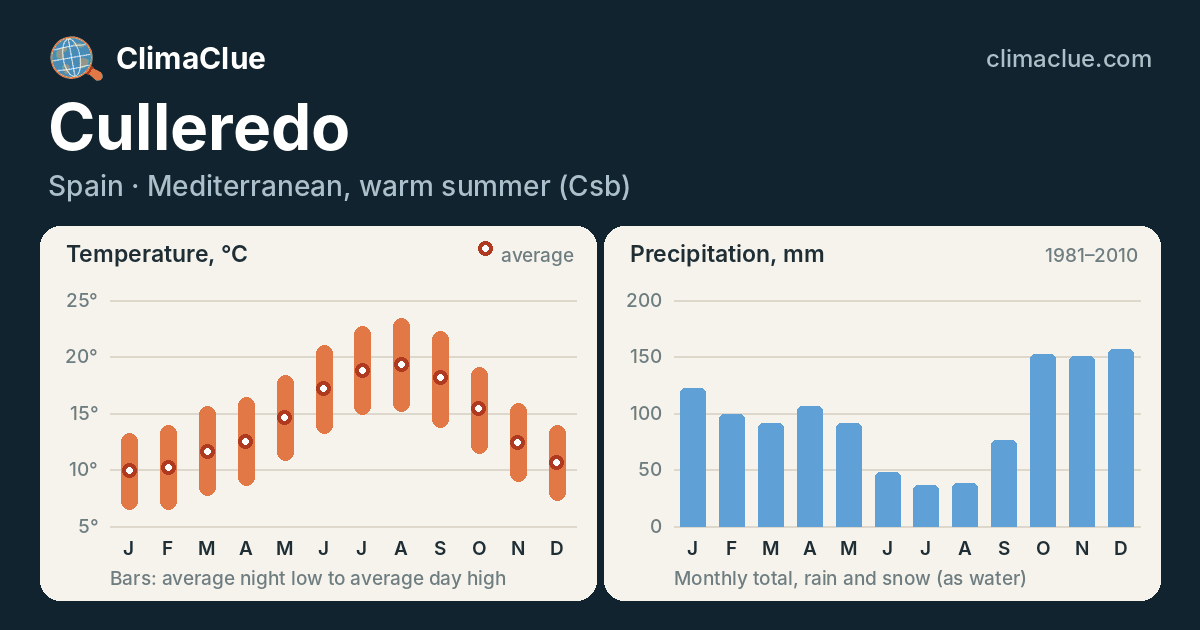 ClimaClue
climaclue.com
Culleredo
Spain · Mediterranean, warm summer (Csb)
Temperature, °C
average
25°
20°
15°
10°
5°
J F M A M J J A S O N D
Bars: average night low to average day high
Precipitation, mm
1981–2010
200
150
100
50
0
J F M A M J J A S O N D
Monthly total, rain and snow (as water)